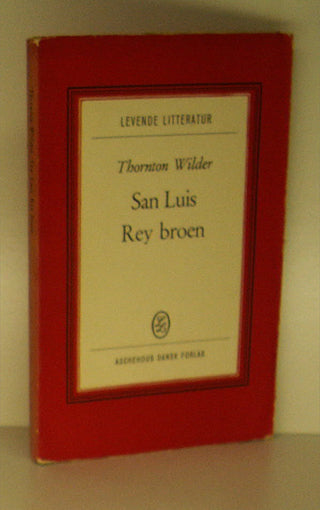 LEVENDE LITTERATUR
Thornton Wilder
San Luis
Rey broen
ASCHEHOUG DANSK FORLAG